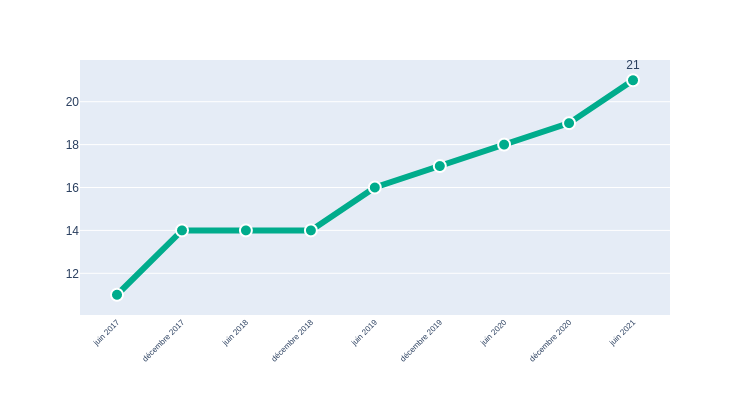 21
20
18
16
14
12
juin 2017
décembre 2017
juin 2018
décembre 2018
juin 2019
décembre 2019
juin 2020
décembre 2020
juin 2021